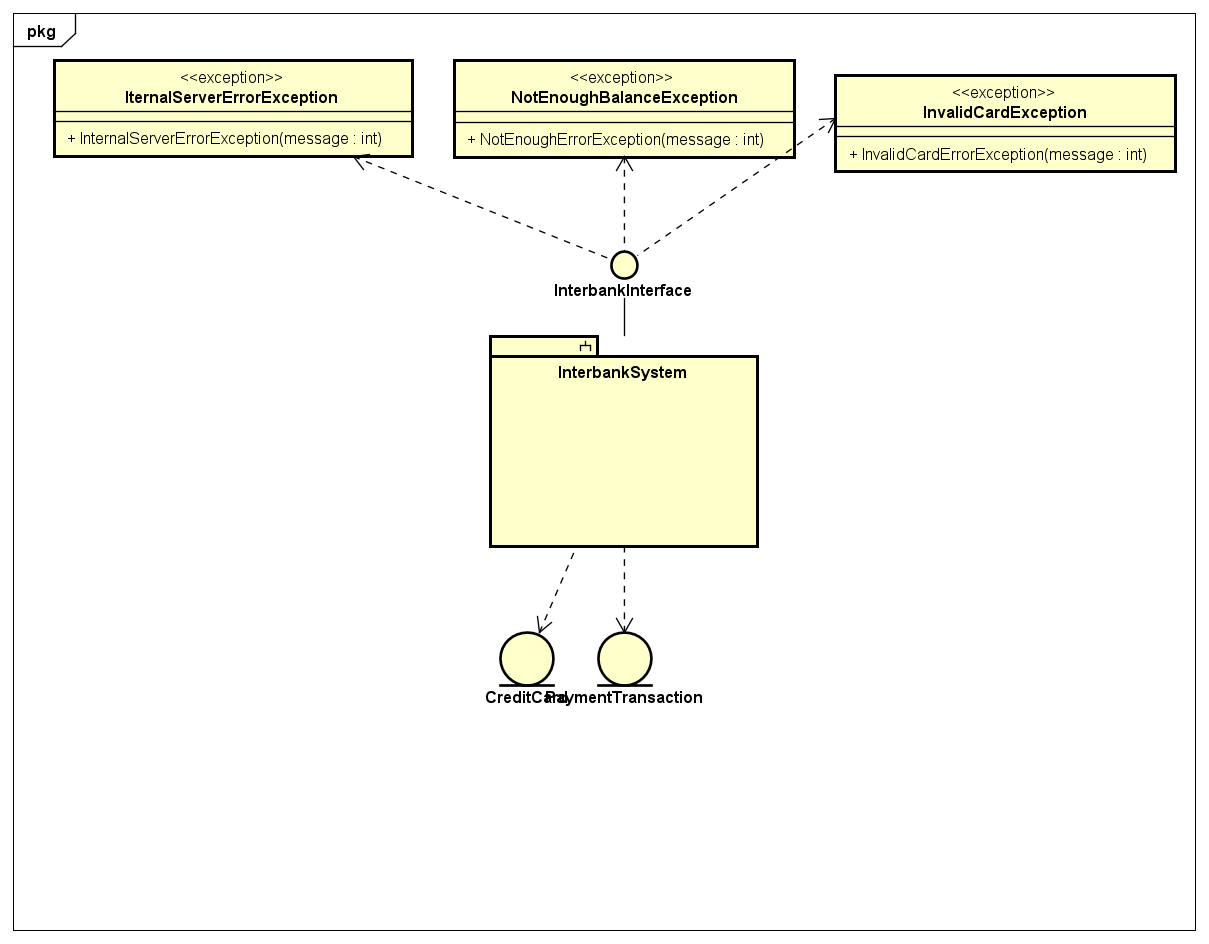 pkg
<<exception>>
IternalServerErrorException
+ InternalServerErrorException(message : int)
<<exception>>
NotEnoughBalanceException
+ NotEnoughErrorException(message : int)
<<exception>>
InvalidCardException
+ InvalidCardErrorException(message : int)
InterbankInterface
InterbankSystem
CreditCard
PaymentTransaction